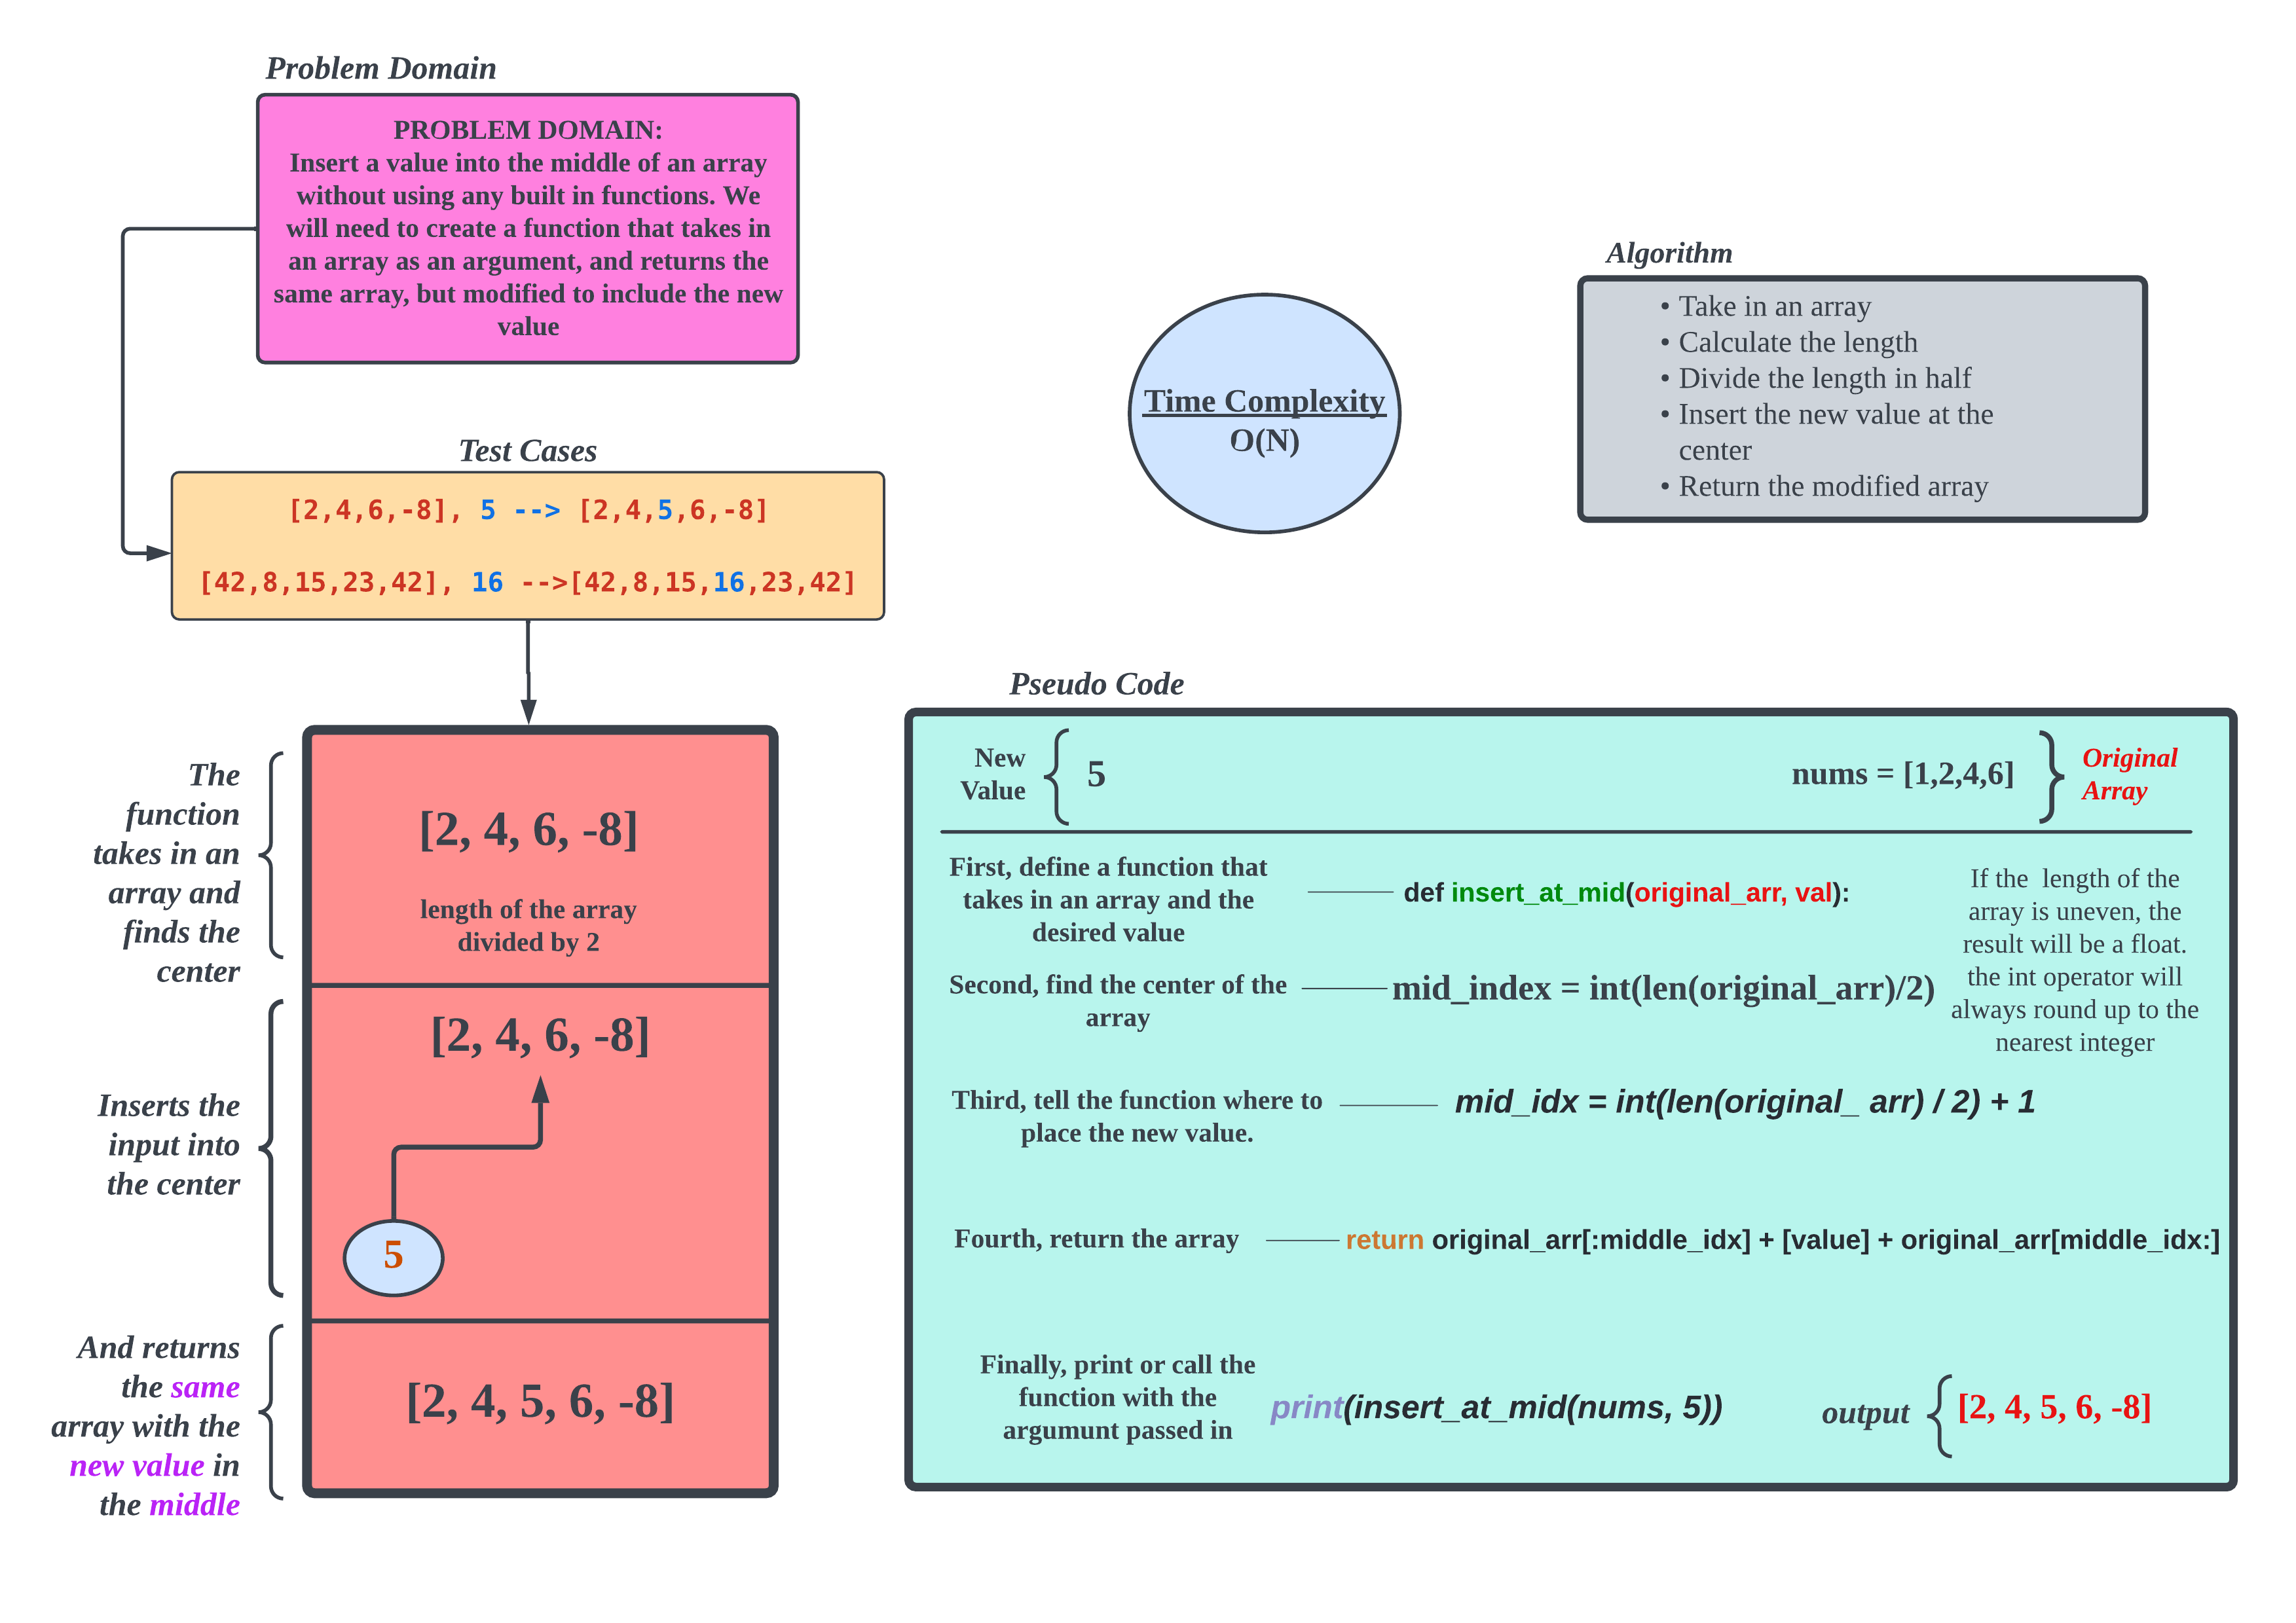 Problem Domain
PROBLEM DOMAIN:
Insert a value into the middle of an array
without using any built in functions. We
will need to create a function that takes in
an array as an argument, and returns the
same array, but modified to include the new
value
Test Cases
[2,4,6,-8], 5 --> [2,4,5,6,-8]
[42,8,15,23,42], 16 -->[42,8,15,16,23,42]
Time Complexity
O(N)
Algorithm
• Take in an array
• Calculate the length
• Divide the length in half
• Insert the new value at the
center
• Return the modified array
The
function
takes in an
array and
finds the
center
[2, 4, 6, -8]
length of the array
divided by 2
Inserts the
input into
the center
[2, 4, 6, -8]
5
And returns
the same
array with the
new value in
the middle
[2, 4, 5, 6, -8]
Pseudo Code
New
Value
5
nums = [1,2,4,6]
Original
Array
First, define a function that
takes in an array and the
desired value
def insert_at_mid(original_arr, val):
If the  length of the
array is uneven, the
result will be a float.
the int operator will
always round up to the
nearest integer
Second, find the center of the
array
mid_index = int(len(original_arr)/2)
Third, tell the function where to
place the new value.
mid_idx = int(len(original_ arr) / 2) + 1
Fourth, return the array
return original_arr[:middle_idx] + [value] + original_arr[middle_idx:]
Finally, print or call the
function with the
argumunt passed in
print(insert_at_mid(nums, 5))
output
[2, 4, 5, 6, -8]